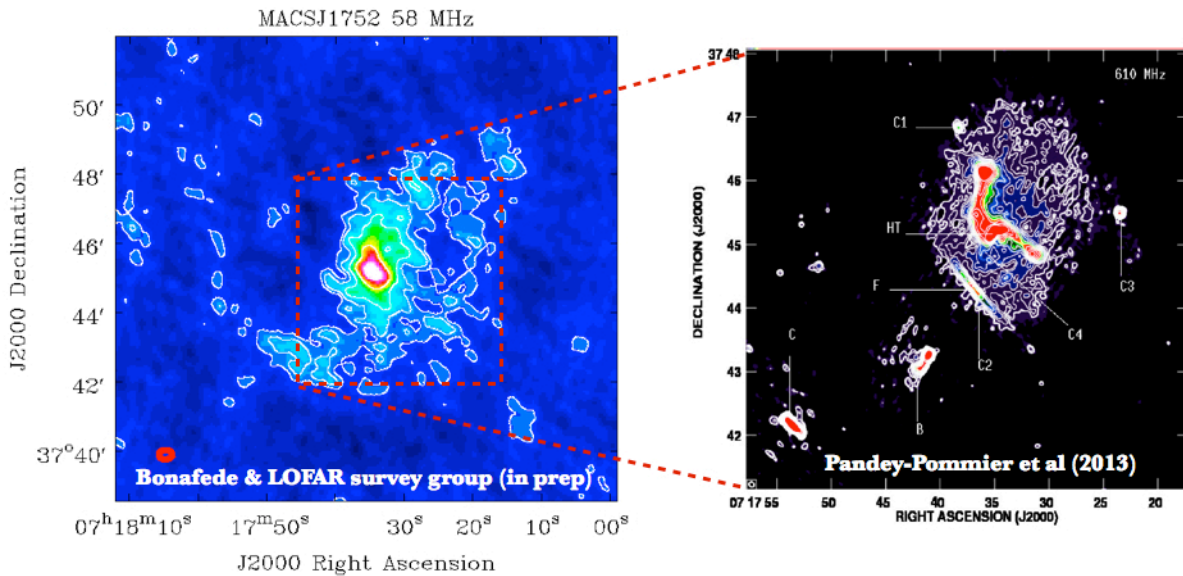 MACSJ1752 58 MHz
50′
48′
46′
44′
42′
37°40′
J2000 Declination
Bonafede & LOFAR survey group (in prep)
07ʰ18ᵐ10ˢ 17ᵐ50ˢ 30ˢ 10ˢ 00ˢ
J2000 Right Ascension
37 48
47
46
45
44
43
42
DECLINATION (J2000)
610 MHz
C1
HT
F
C
C3
C4
C2
B
Pandey-Pommier et al (2013)
07 17 55 50 45 40 35 30 25 20
RIGHT ASCENSION (J2000)